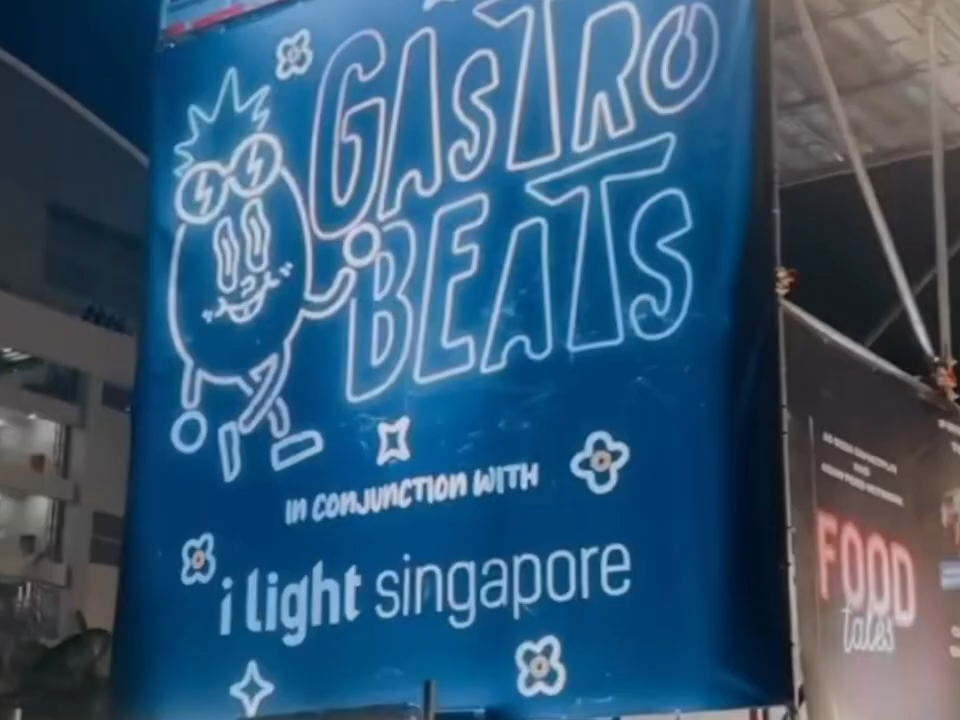 GASTRO
BEATS
IN CONJUNCTION WITH
i light singapore
FOOD
tales